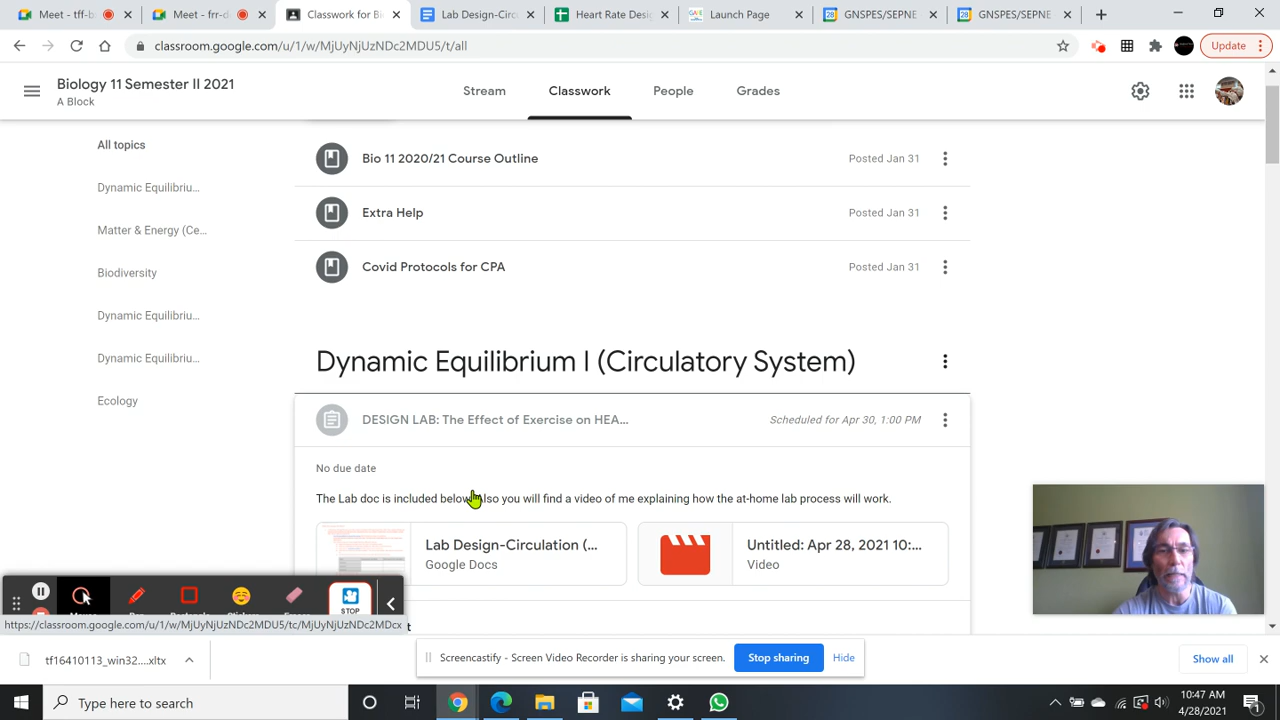 Meet - tff-b
Meet - frr-d
Classwork for Bi
Lab Design-Circ
Heart Rate Desig
Launch Page
GNSPES/SEPNE
GNSPES/SEPNE
classroom.google.com/u/1/w/MjUyNjUzNDc2MDU5/t/all
Update
Biology 11 Semester II 2021
A Block
Stream
Classwork
People
Grades
All topics
Dynamic Equilibriu...
Matter & Energy (Ce...
Biodiversity
Dynamic Equilibriu...
Dynamic Equilibriu...
Ecology
Bio 11 2020/21 Course Outline
Posted Jan 31
Extra Help
Posted Jan 31
Covid Protocols for CPA
Posted Jan 31
Dynamic Equilibrium I (Circulatory System)
DESIGN LAB: The Effect of Exercise on HEA...
Scheduled for Apr 30, 1:00 PM
No due date
The Lab doc is included below. Also you will find a video of me explaining how the at-home lab process will work.
Lab Design-Circulation (...
Google Docs
Untitled: Apr 28, 2021 10:...
Video
STOP
https://classroom.google.com/u/1/w/MjUyNjUzNDc2MDU5/tc/MjUyNjUzNDc2MDcx
tf16410113_win32....xltx
Screencastify - Screen Video Recorder is sharing your screen.
Stop sharing
Hide
Show all
Type here to search
10:47 AM
4/28/2021